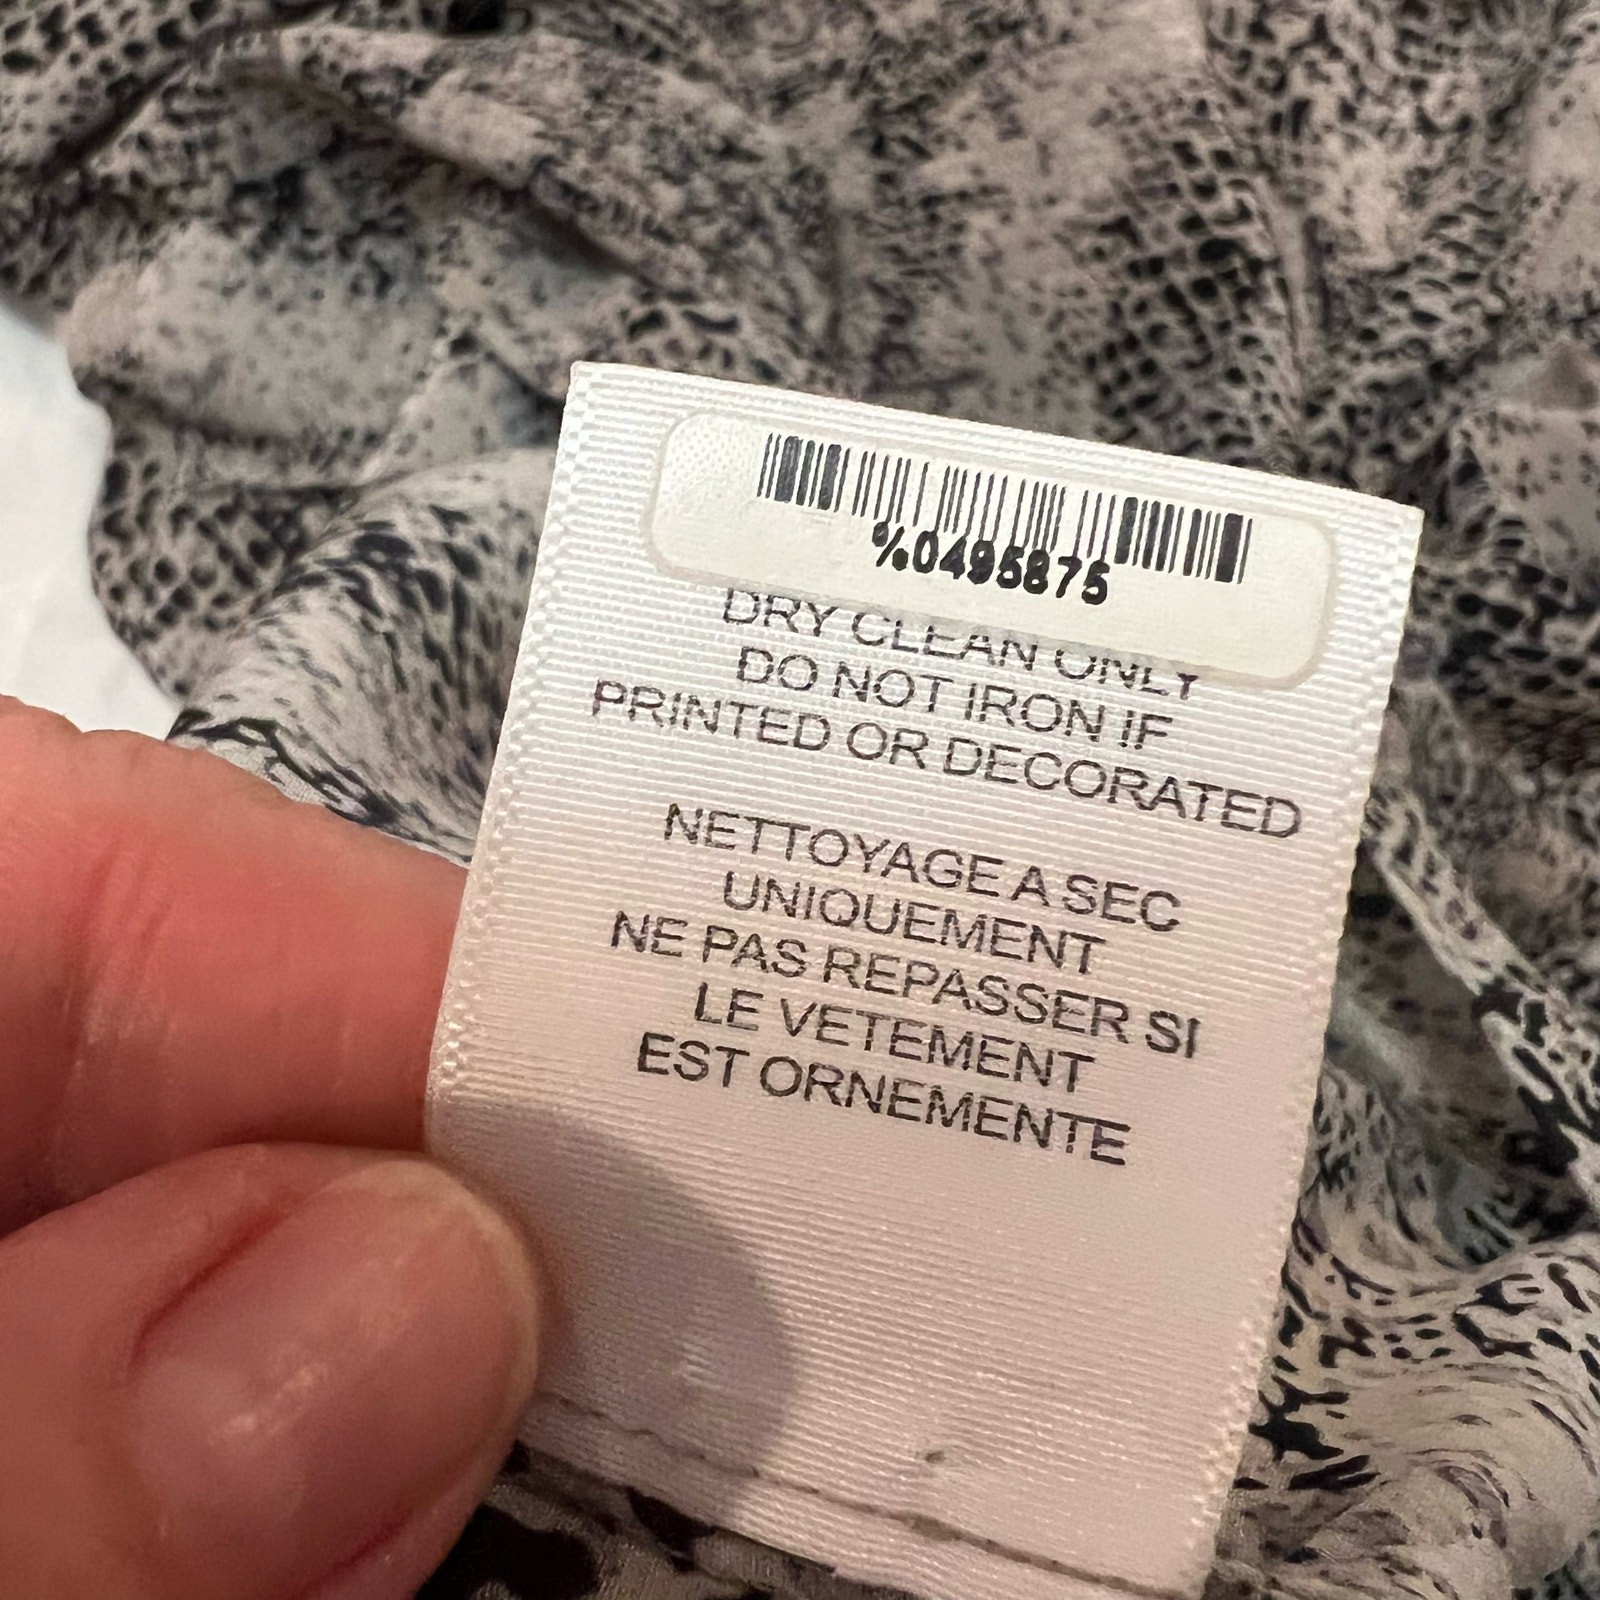 %0495875
DRY CLEAN ONLY
DO NOT IRON IF
PRINTED OR DECORATED
NETTOYAGE A SEC
UNIQUEMENT
NE PAS REPASSER SI
LE VETEMENT
EST ORNEMENTE